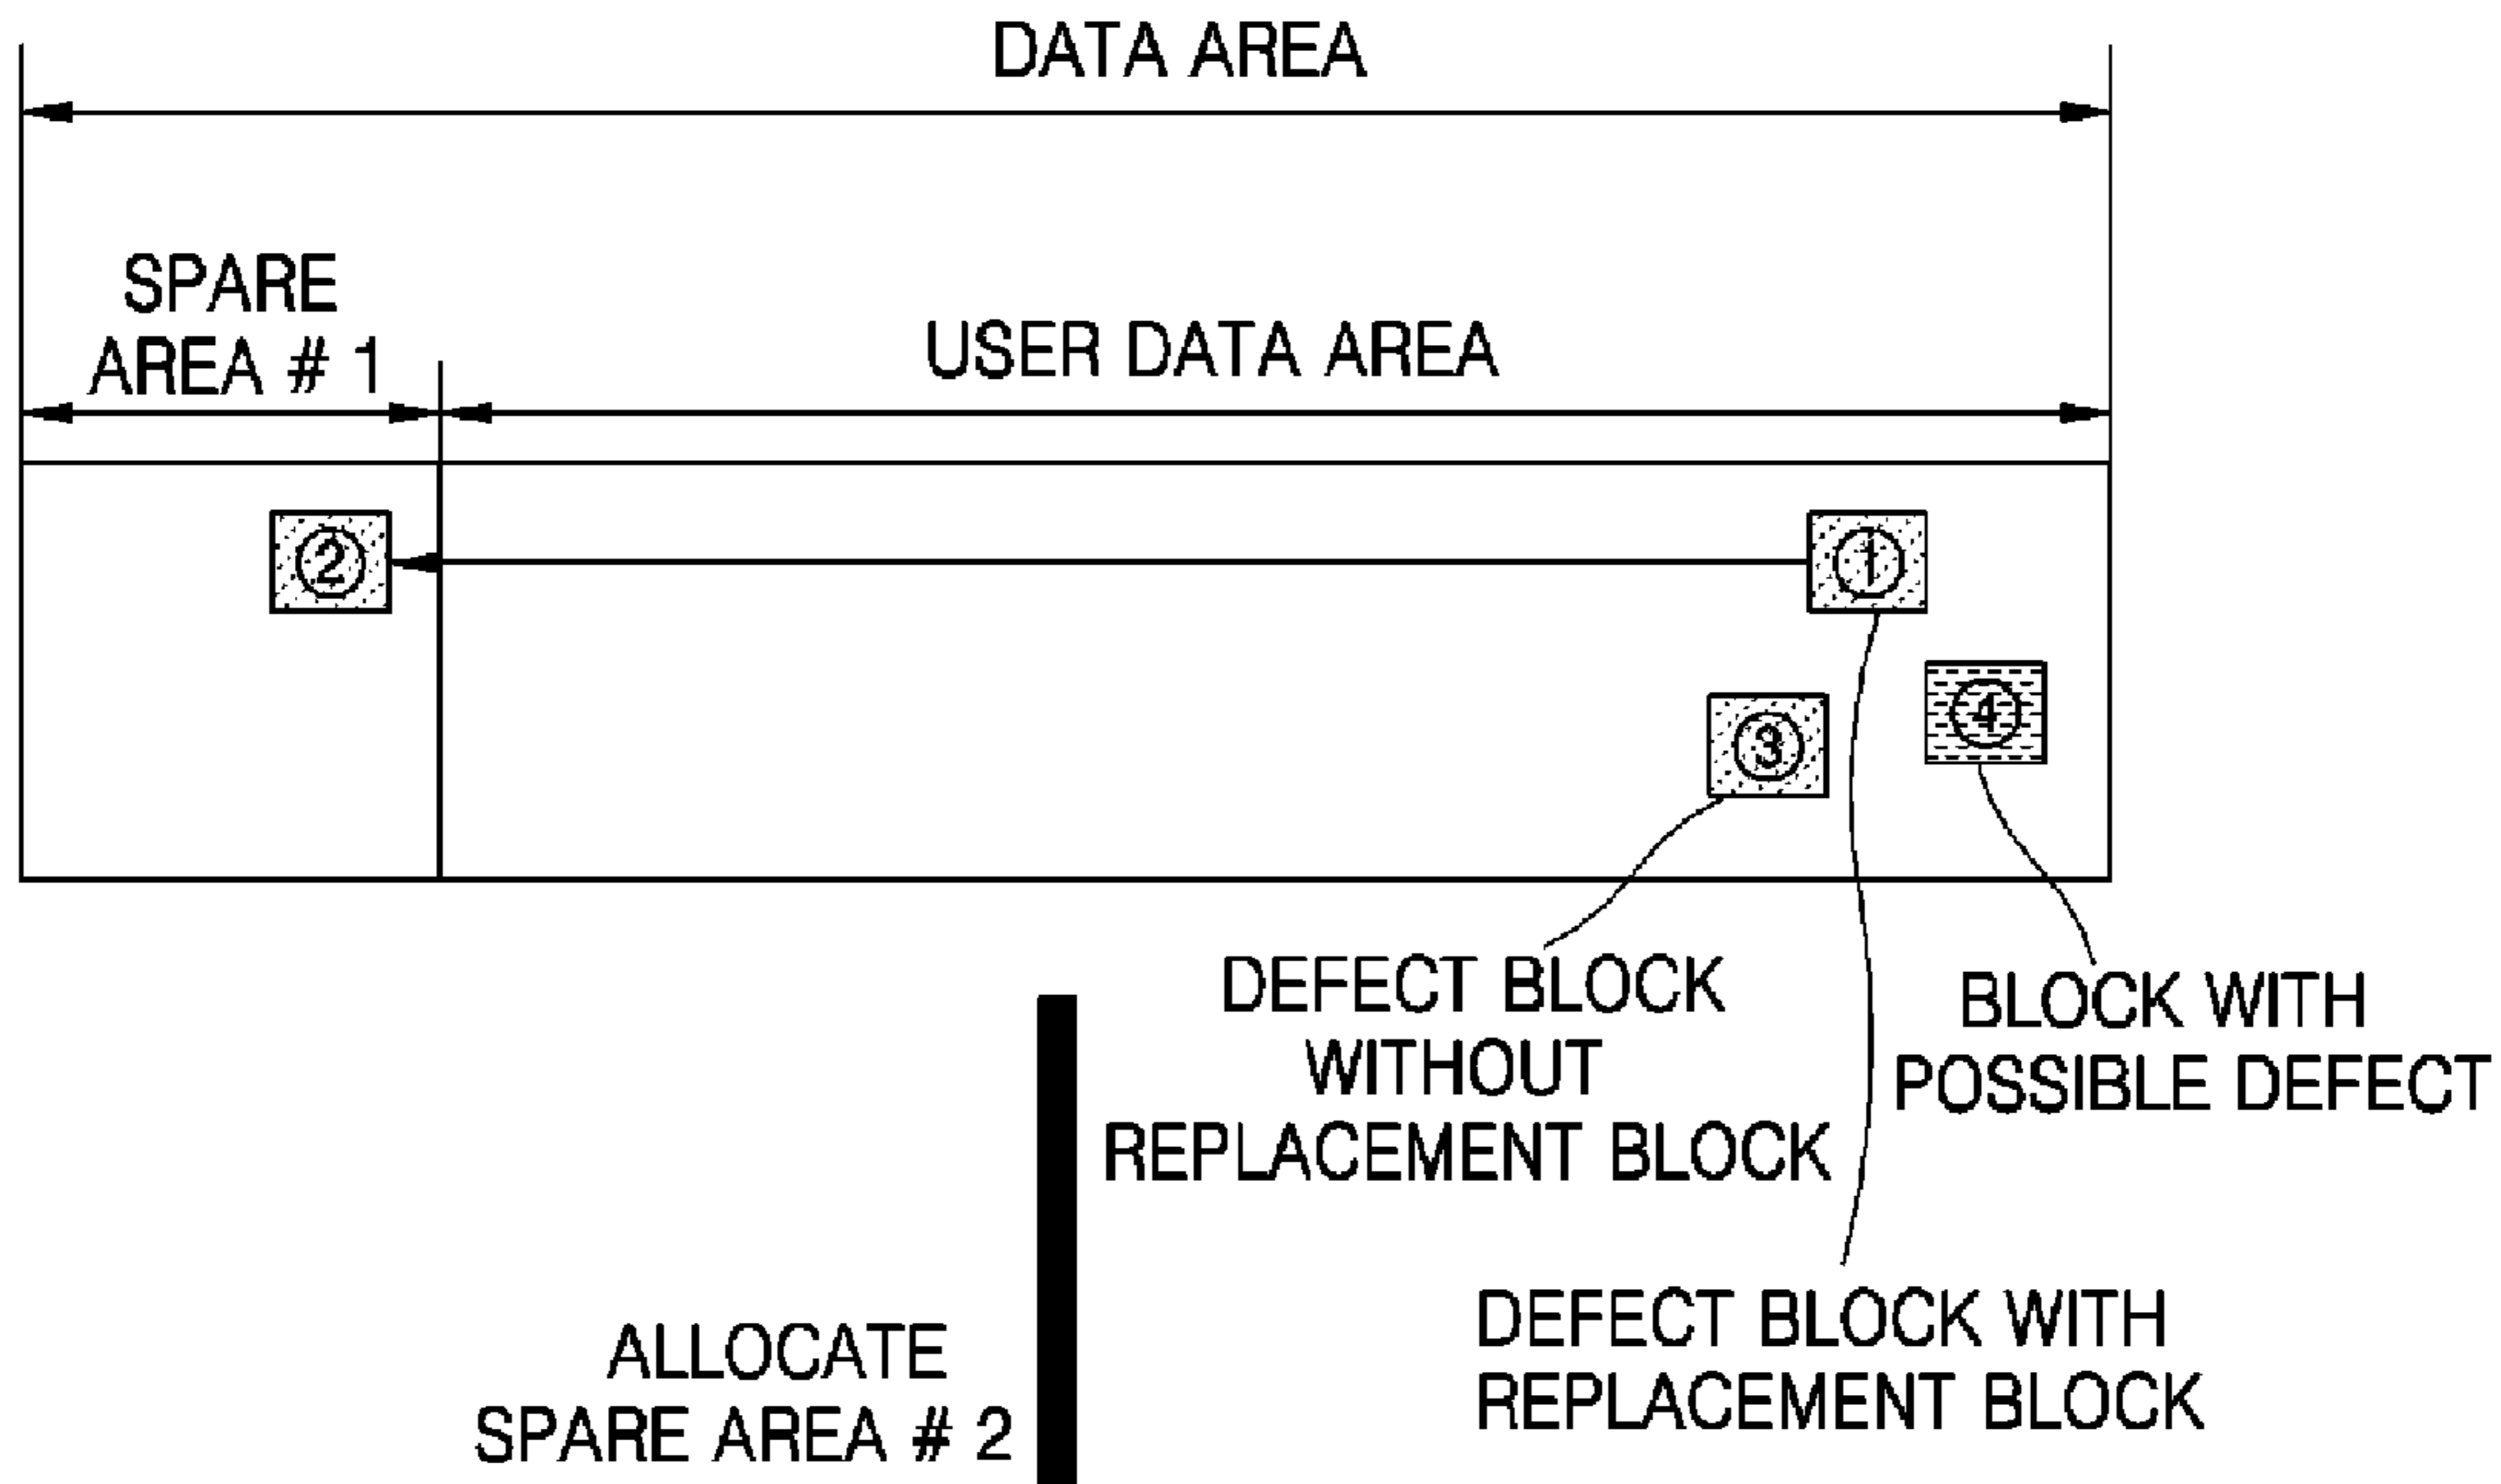 DATA AREA
SPARE
AREA # 1
USER DATA AREA
②
①
④
③
DEFECT BLOCK
WITHOUT
REPLACEMENT BLOCK
BLOCK WITH
POSSIBLE DEFECT
DEFECT BLOCK WITH
REPLACEMENT BLOCK
ALLOCATE
SPARE AREA # 2